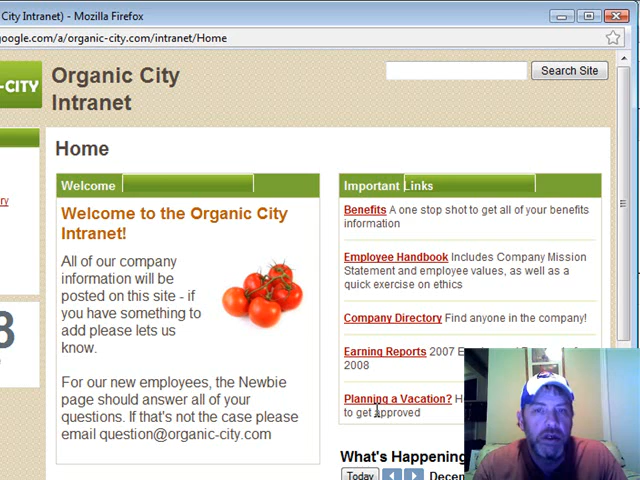 City Intranet) - Mozilla Firefox
google.com/a/organic-city.com/intranet/Home
-CITY
Organic City
Intranet
Search Site
Home
Welcome
Important Links
Welcome to the Organic City
Intranet!
All of our company
information will be
posted on this site - if
you have something to
add please lets us
know.
For our new employees, the Newbie
page should answer all of your
questions. If that's not the case please
email question@organic-city.com
Benefits A one stop shot to get all of your benefits
information
Employee Handbook Includes Company Mission
Statement and employee values, as well as a
quick exercise on ethics
Company Directory Find anyone in the company!
Earning Reports 2007
2008
Planning a Vacation?
to get approved
What's Happening
Today
Decem
ry
8